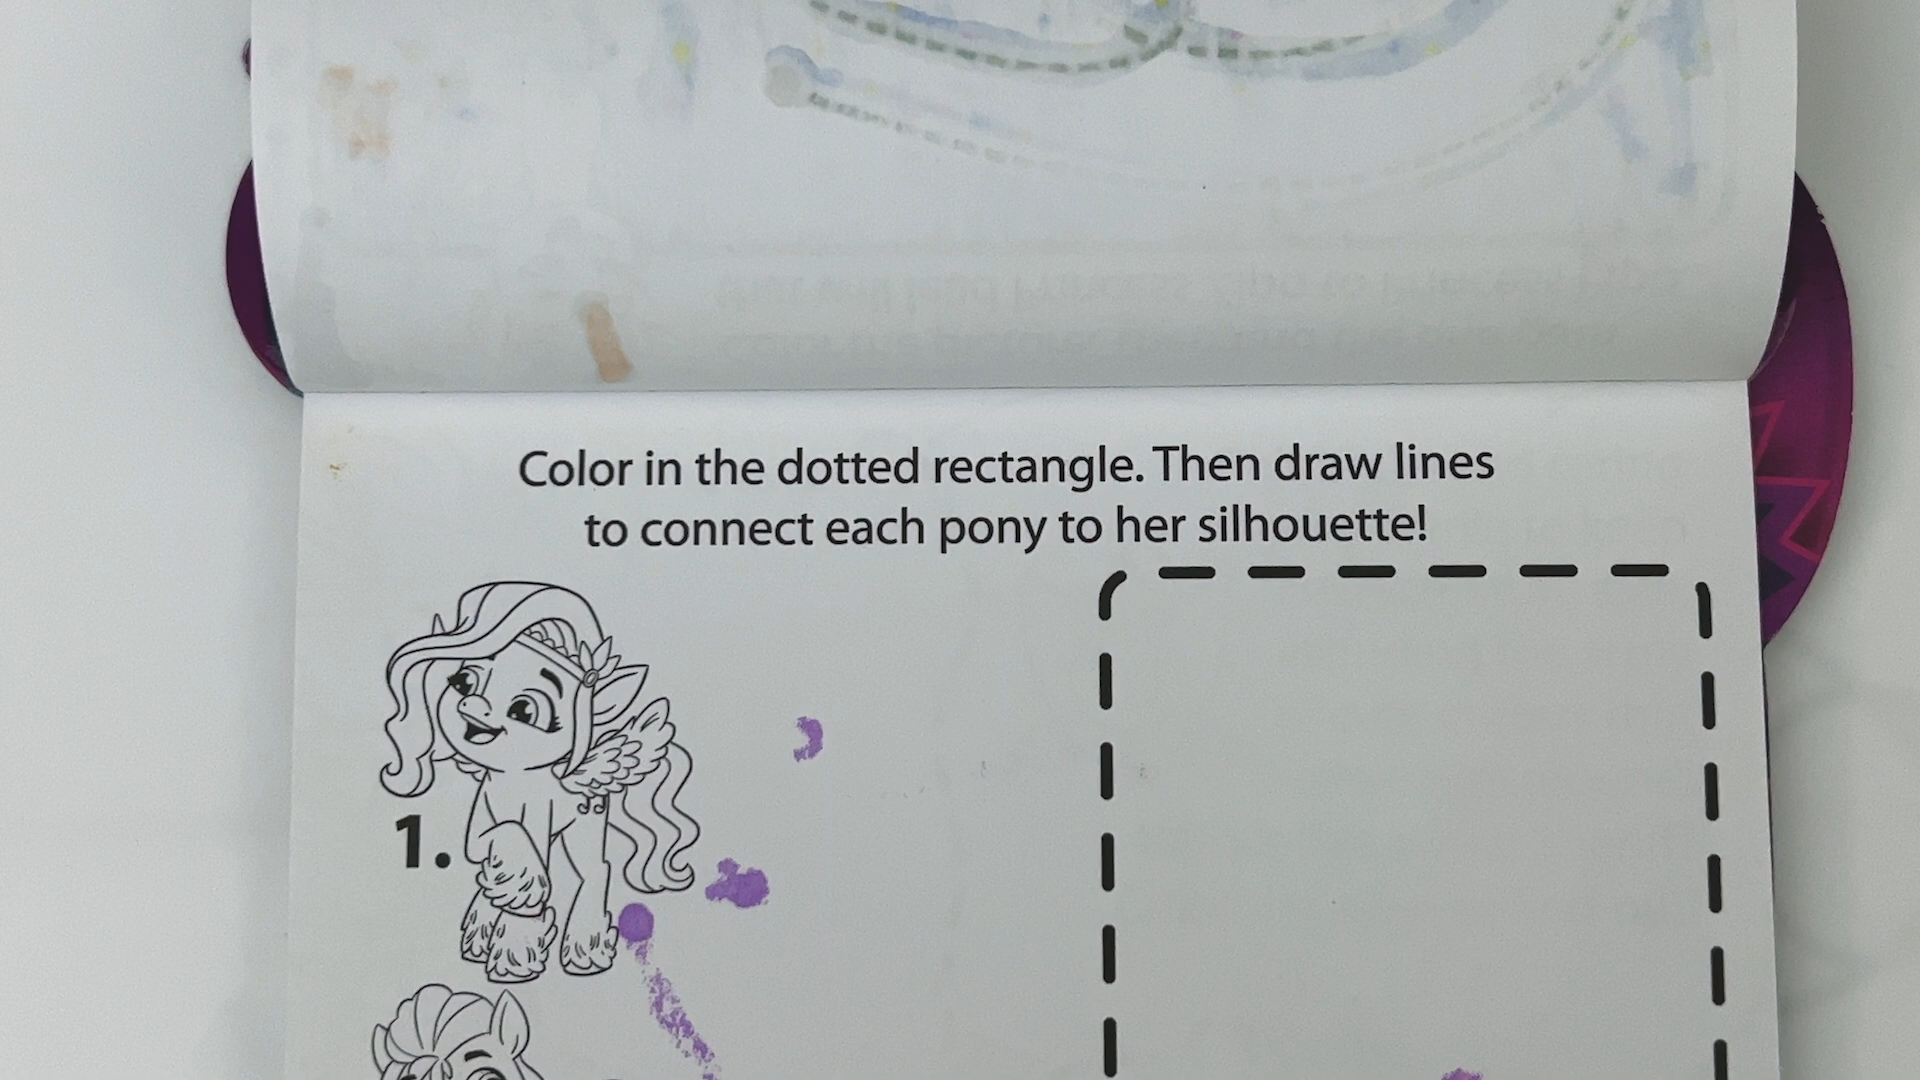 Color in the dotted rectangle. Then draw lines
to connect each pony to her silhouette!
1.